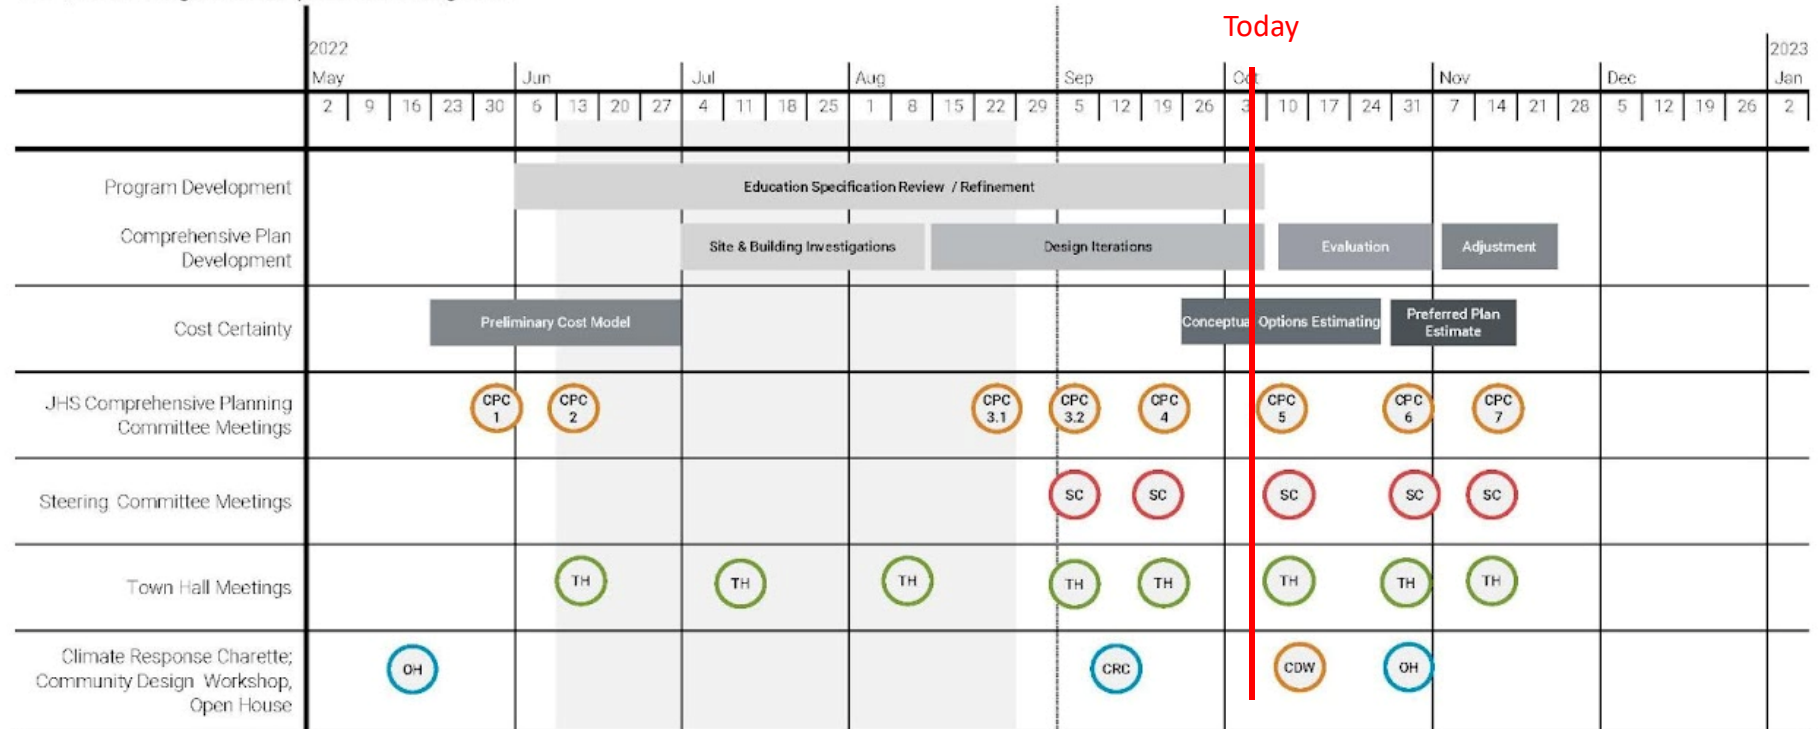 Today
2022
2023
May
Jun
Jul
Aug
Sep
Oct
Nov
Dec
Jan
2 9 16 23 30 6 13 20 27 4 11 18 25 1 8 15 22 29 5 12 19 26 3 10 17 24 31 7 14 21 28 5 12 19 26 2
Program Development
Education Specification Review / Refinement
Comprehensive Plan
Development
Site & Building Investigations
Design Iterations
Evaluation
Adjustment
Cost Certainty
Preliminary Cost Model
Conceptual Options Estimating
Preferred Plan
Estimate
JHS Comprehensive Planning
Committee Meetings
CPC
1
CPC
2
CPC
3.1
CPC
3.2
CPC
4
CPC
5
CPC
6
CPC
7
Steering Committee Meetings
SC
SC
SC
SC
SC
Town Hall Meetings
TH
TH
TH
TH
TH
TH
TH
TH
Climate Response Charette;
Community Design Workshop,
Open House
OH
CRC
CDW
OH